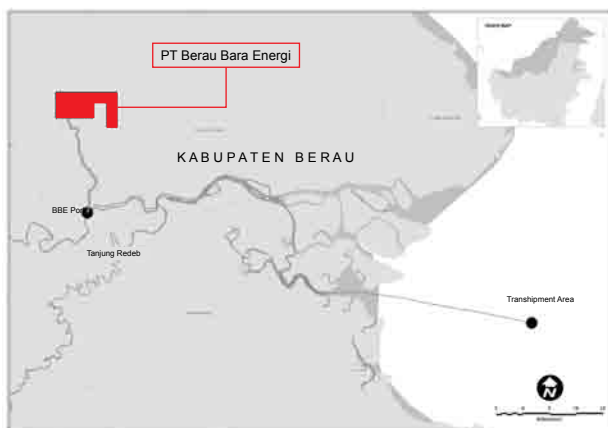 PT Berau Bara Energi
KABUPATEN BERAU
BBE Port
Tanjung Redeb
Transhipment Area
N